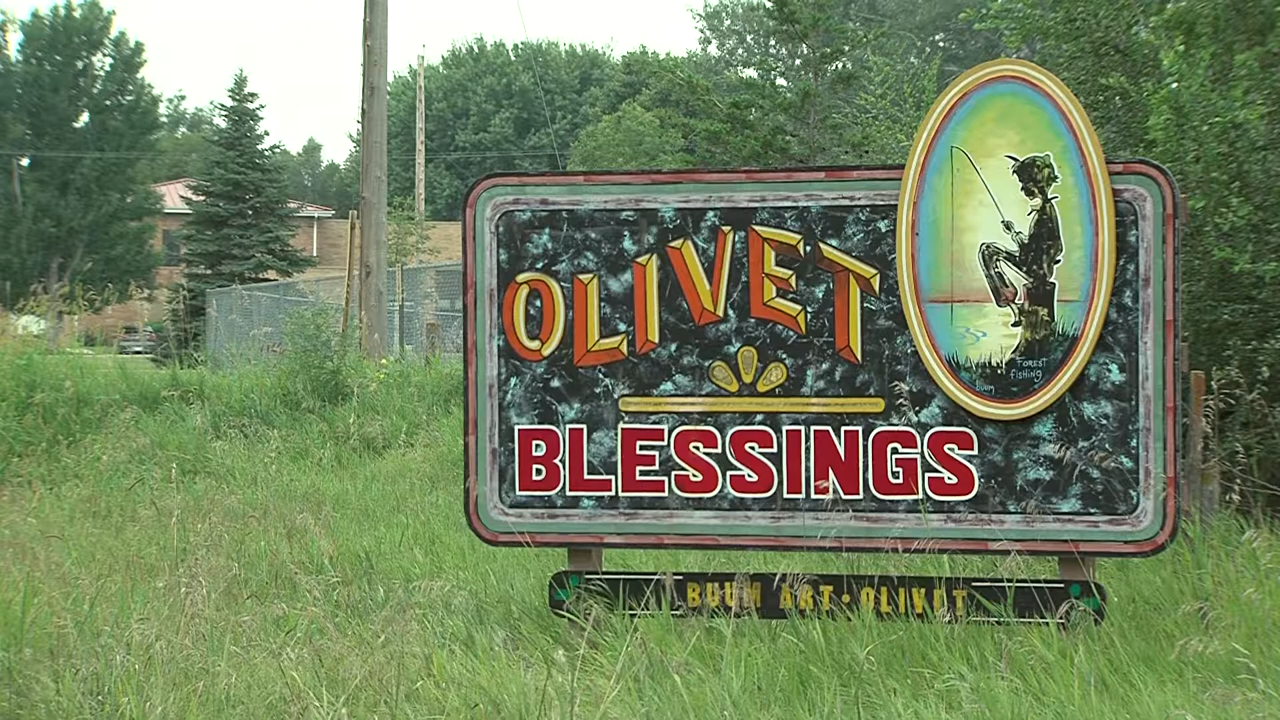 OLIVET
BLESSINGS
FOREST
fishing
BUUM
BUUM ART • OLIVET